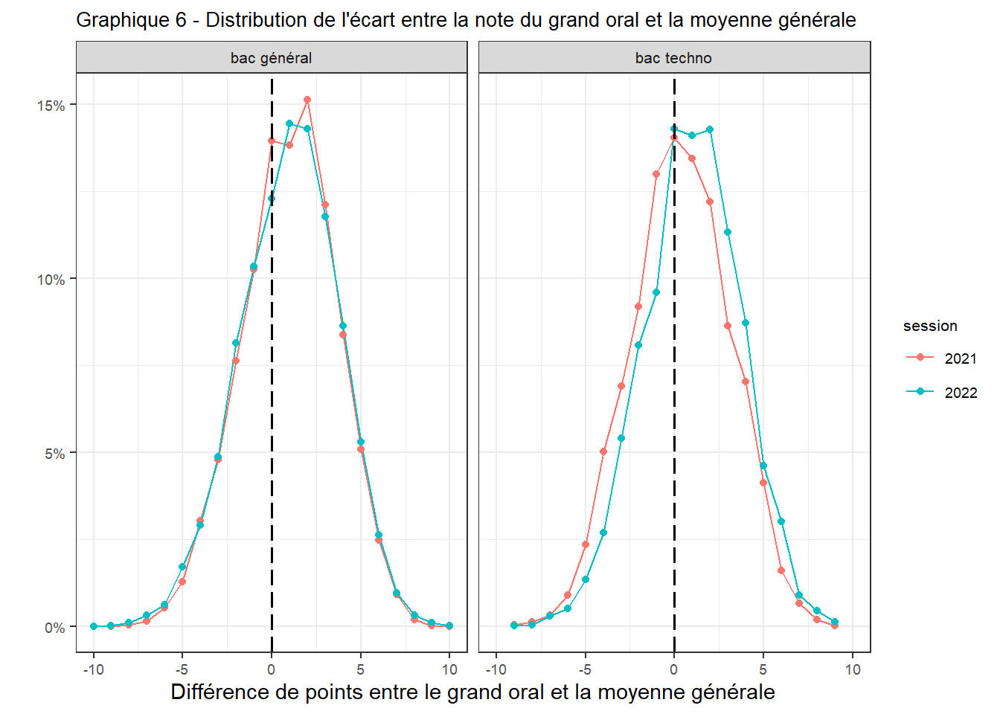 Graphique 6 - Distribution de l'écart entre la note du grand oral et la moyenne générale
bac général
bac techno
15%
10%
5%
0%
-10 -5 0 5 10
-10 -5 0 5 10
Différence de points entre le grand oral et la moyenne générale
session
2021
2022